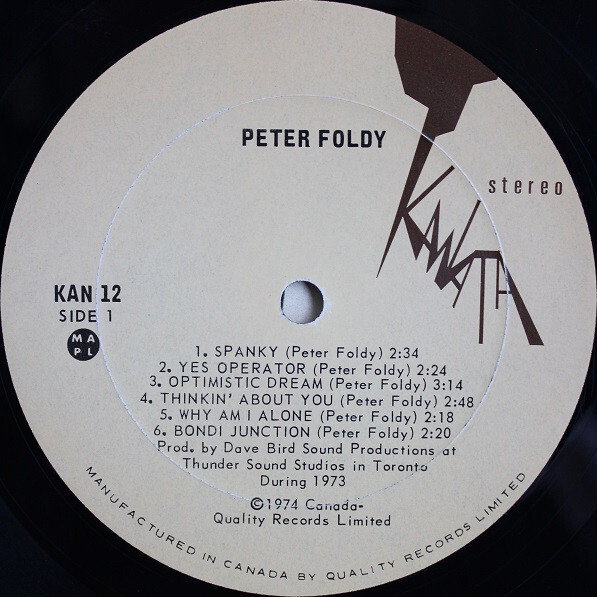 PETER FOLDY
stereo
KANATA
KAN 12
SIDE 1
MA
PL
1. SPANKY (Peter Foldy) 2:34
2. YES OPERATOR (Peter Foldy) 2:24
3. OPTIMISTIC DREAM (Peter Foldy) 3:14
4. THINKIN' ABOUT YOU (Peter Foldy) 2:48
5. WHY AM I ALONE (Peter Foldy) 2:18
6. BONDI JUNCTION (Peter Foldy) 2:20
Prod. by Dave Bird Sound Productions at
Thunder Sound Studios in Toronto
During 1973
©1974 Canada-
Quality Records Limited
MANUFACTURED IN CANADA BY QUALITY RECORDS LIMITED